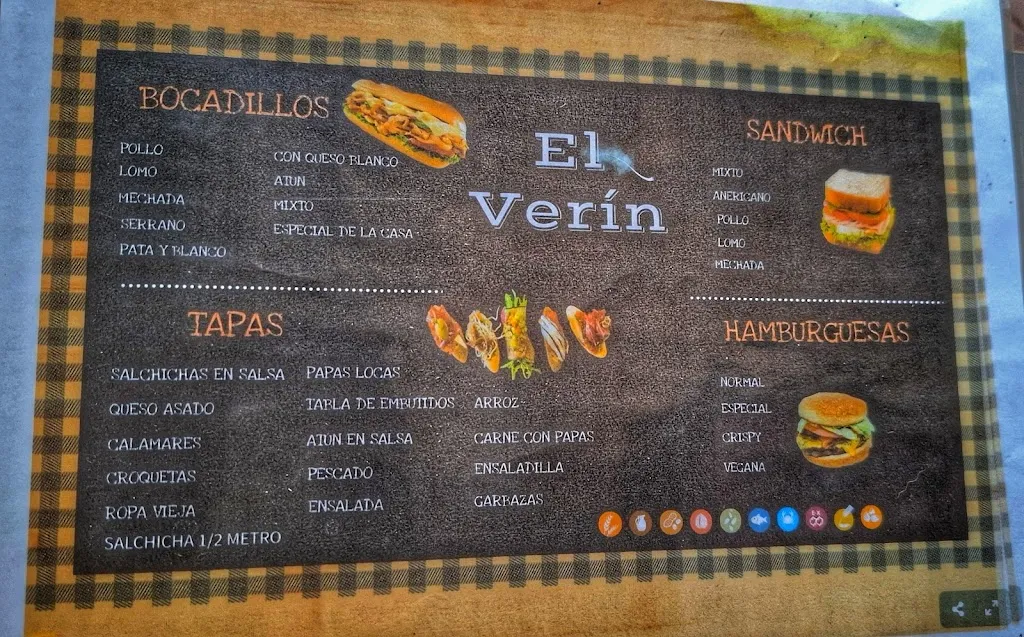 BOCADILLOS
POLLO
LOMO
MECHADA
SERRANO
PATA Y BLANCO
CON QUESO BLANCO
ATUN
MIXTO
ESPECIAL DE LA CASA
El
Verín
SANDWICH
MIXTO
ANERICANO
POLLO
LOMO
MECHADA
TAPAS
SALCHICHAS EN SALSA
QUESO ASADO
CALAMARES
CROQUETAS
ROPA VIEJA
SALCHICHA 1/2 METRO
PAPAS LOCAS
TABLA DE EMBUTIDOS
ATUN EN SALSA
PESCADO
ENSALADA
ARROZ
CARNE CON PAPAS
ENSALADILLA
GARBAZAS
HAMBURGUESAS
NORMAL
ESPECIAL
CRISPY
VEGANA